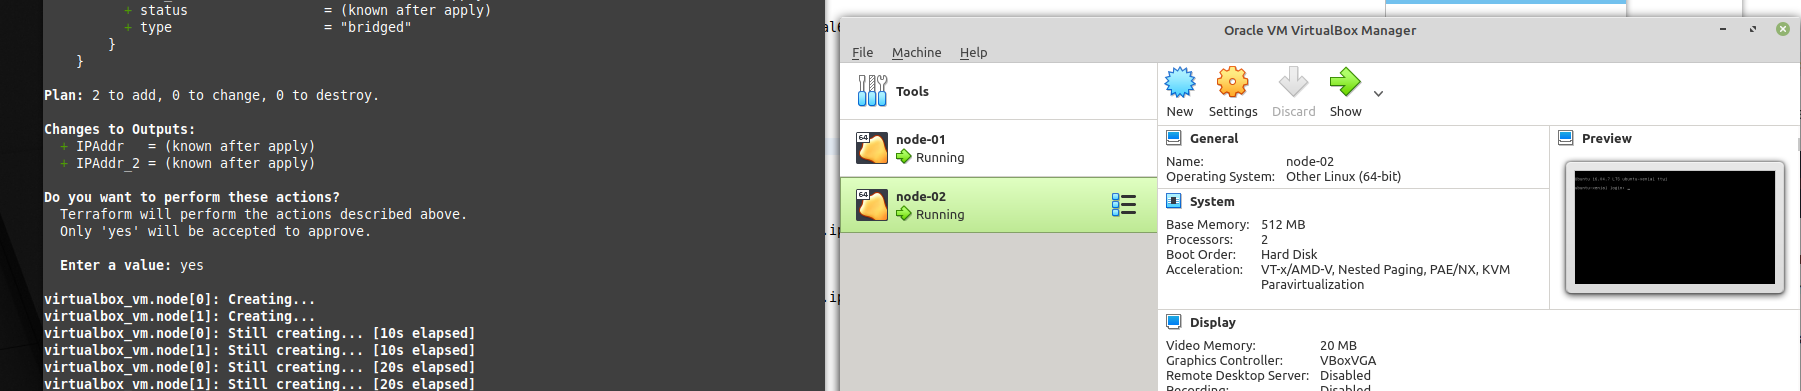 + status = (known after apply)
+ type = "bridged"
}
}
Plan: 2 to add, 0 to change, 0 to destroy.
Changes to Outputs:
+ IPAddr = (known after apply)
+ IPAddr_2 = (known after apply)
Do you want to perform these actions?
Terraform will perform the actions described above.
Only 'yes' will be accepted to approve.
Enter a value: yes
virtualbox_vm.node[0]: Creating...
virtualbox_vm.node[1]: Creating...
virtualbox_vm.node[0]: Still creating... [10s elapsed]
virtualbox_vm.node[1]: Still creating... [10s elapsed]
virtualbox_vm.node[0]: Still creating... [20s elapsed]
virtualbox_vm.node[1]: Still creating... [20s elapsed]
.ip
.ip
Oracle VM VirtualBox Manager
File Machine Help
Tools
64 node-01
Running
64 node-02
Running
New Settings Discard Show
General
Name: node-02
Operating System: Other Linux (64-bit)
System
Base Memory: 512 MB
Processors: 2
Boot Order: Hard Disk
Acceleration: VT-x/AMD-V, Nested Paging, PAE/NX, KVM
Paravirtualization
Display
Video Memory: 20 MB
Graphics Controller: VBoxVGA
Remote Desktop Server: Disabled
Recording: Disabled
Preview